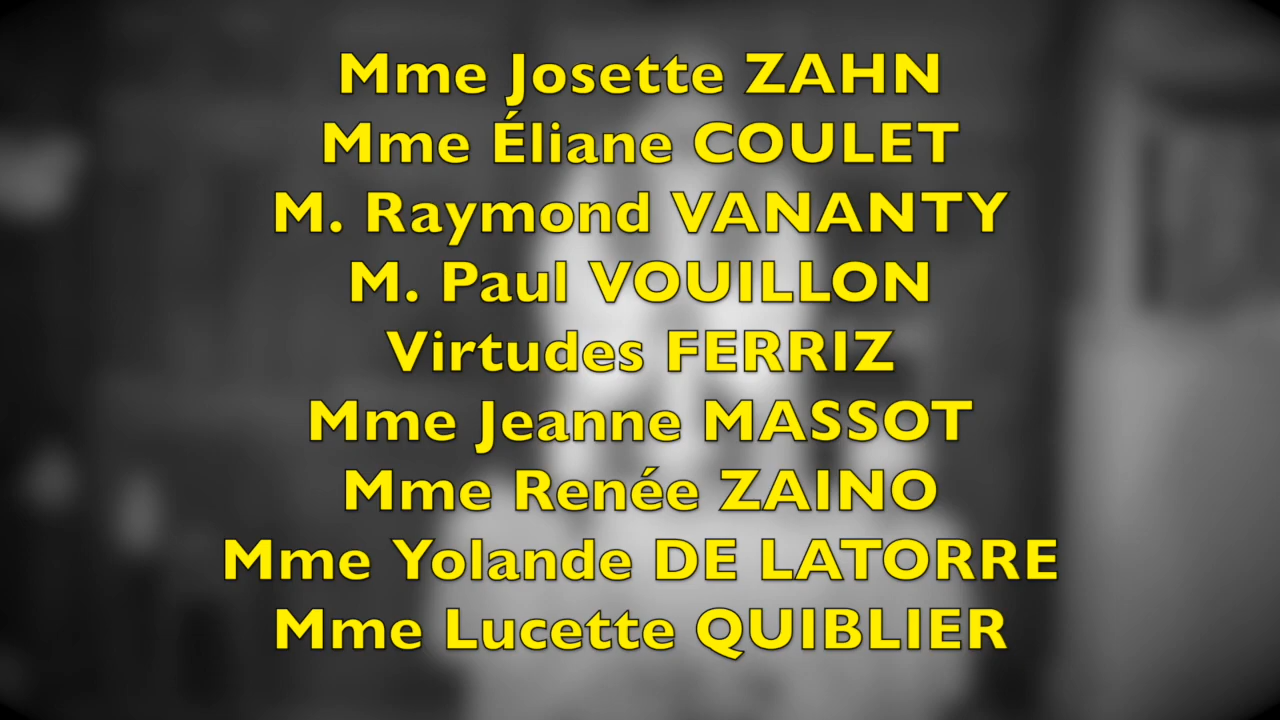 Mme Josette ZAHN
Mme Éliane COULET
M. Raymond VANANTY
M. Paul VOUILLON
Virtudes FERRIZ
Mme Jeanne MASSOT
Mme Renée ZAINO
Mme Yolande DE LATORRE
Mme Lucette QUIBLIER